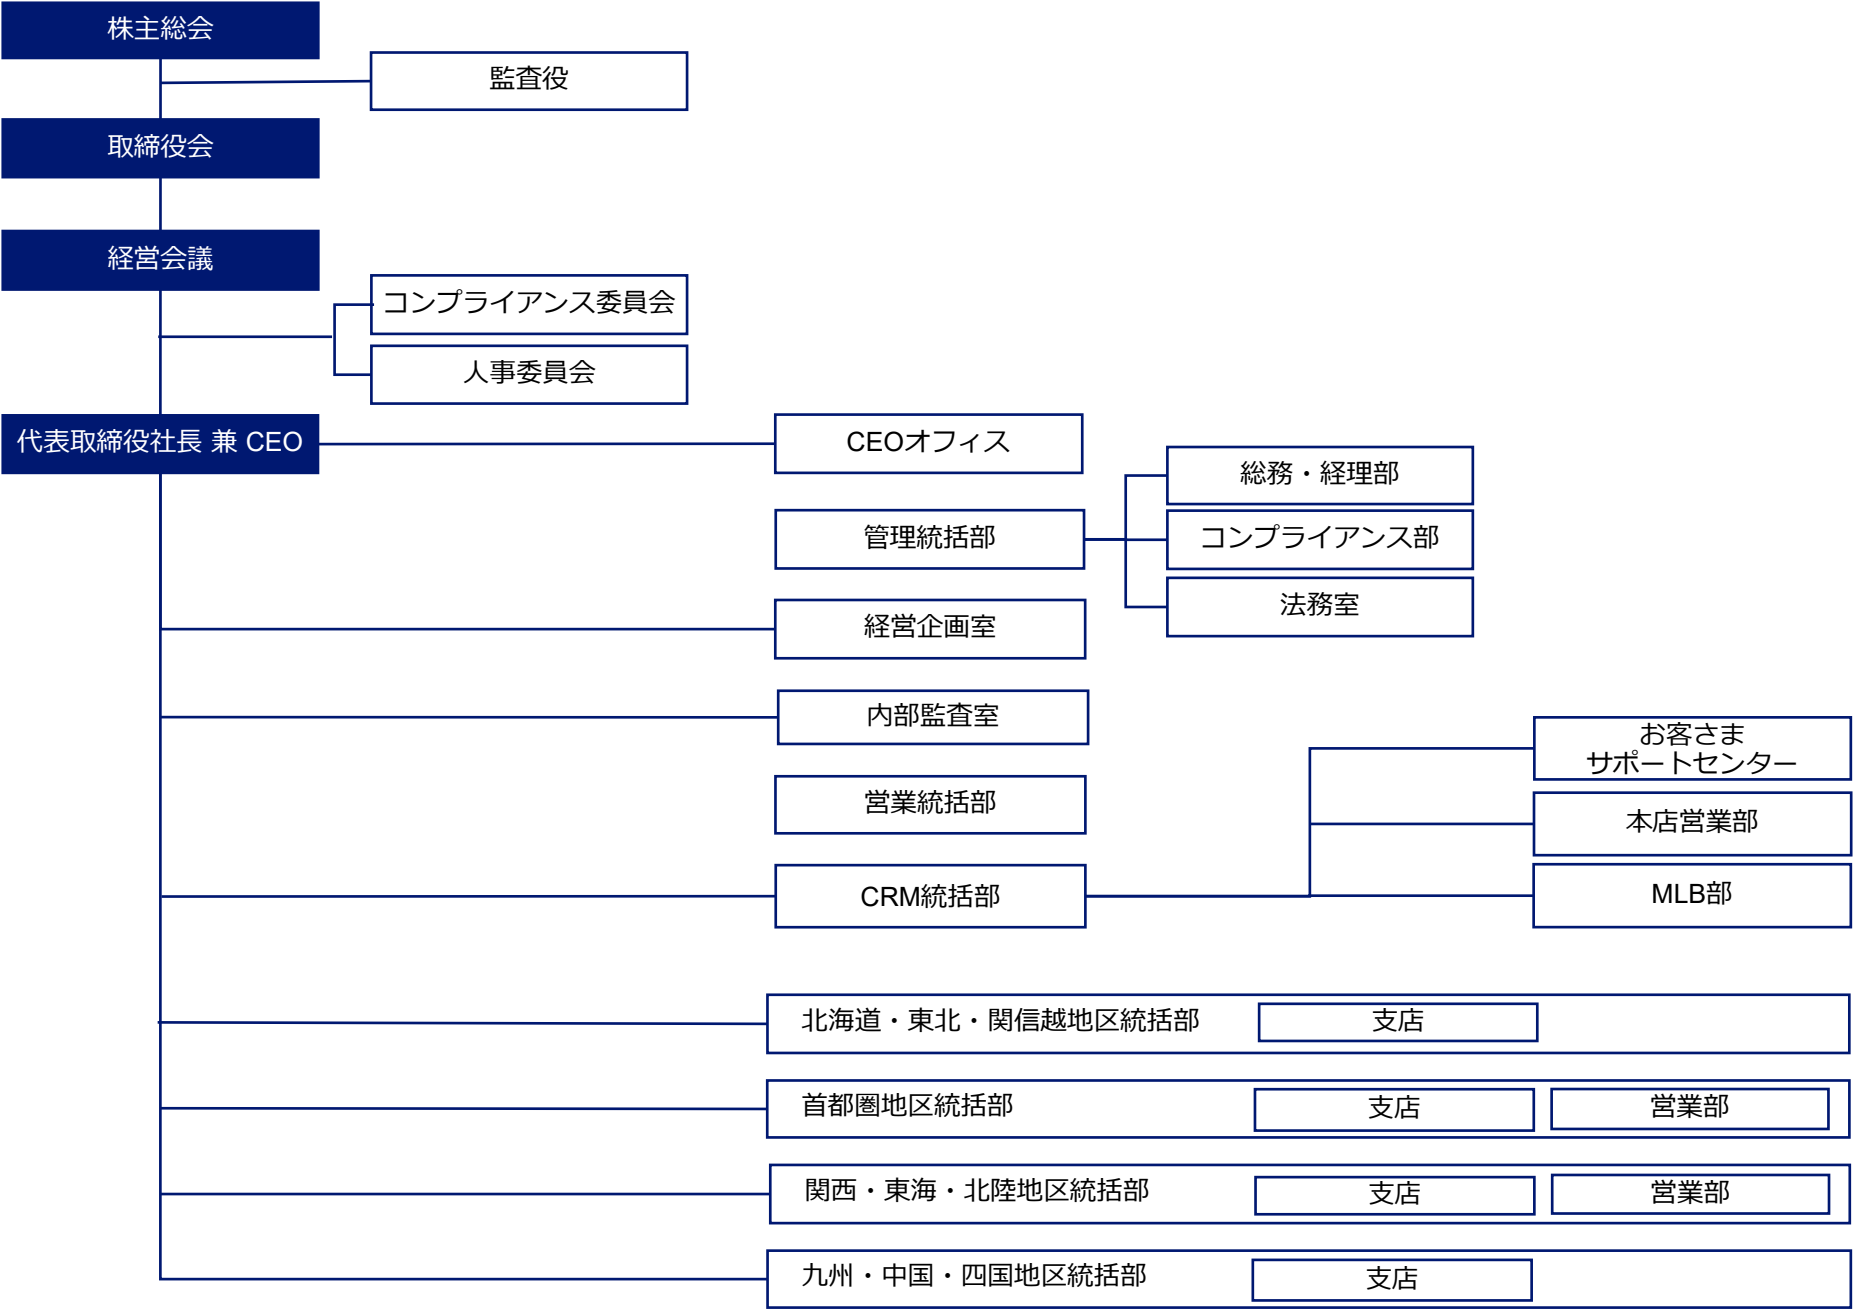 株主総会
監査役
取締役会
経営会議
コンプライアンス委員会
人事委員会
代表取締役社長 兼 CEO
CEOオフィス
総務・経理部
管理統括部
コンプライアンス部
法務室
経営企画室
内部監査室
お客さま
サポートセンター
営業統括部
本店営業部
CRM統括部
MLB部
北海道・東北・関信越地区統括部
支店
首都圏地区統括部
支店
営業部
関西・東海・北陸地区統括部
支店
営業部
九州・中国・四国地区統括部
支店